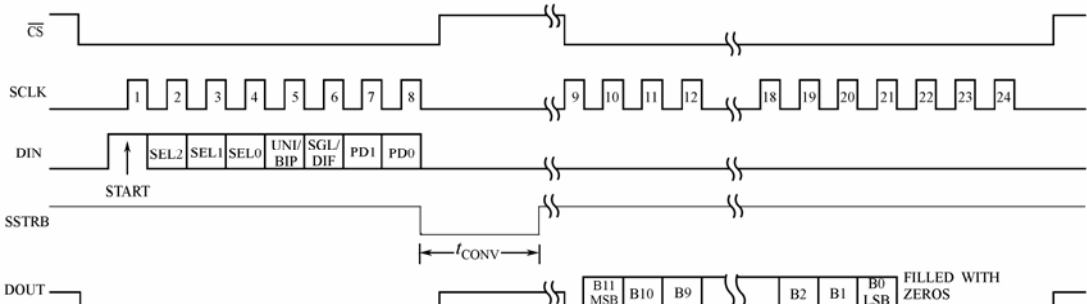 CS
SCLK
1 2 3 4 5 6 7 8 9 10 11 12 18 19 20 21 22 23 24
DIN
SEL2 SEL1 SEL0 UNI/BIP SGL/DIF PD1 PD0
START
SSTRB
tCONV
DOUT
B11 MSB B10 B9 B2 B1 B0 LSB
FILLED WITH
ZEROS